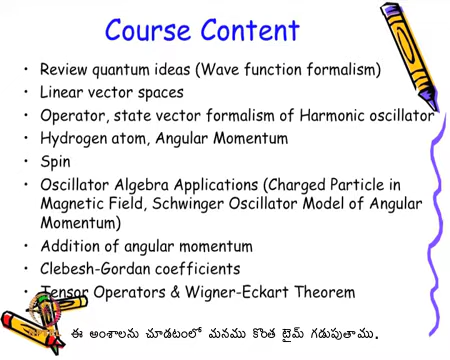 Course Content
• Review quantum ideas (Wave function formalism)
• Linear vector spaces
• Operator, state vector formalism of Harmonic oscillator
• Hydrogen atom, Angular Momentum
• Spin
• Oscillator Algebra Applications (Charged Particle in
Magnetic Field, Schwinger Oscillator Model of Angular
Momentum)
• Addition of angular momentum
• Clebesh-Gordan coefficients
• Tensor Operators & Wigner-Eckart Theorem
ఈ అంశాలను చూడటంలో మనము కొంత టైమ్ గడుపుతాము.